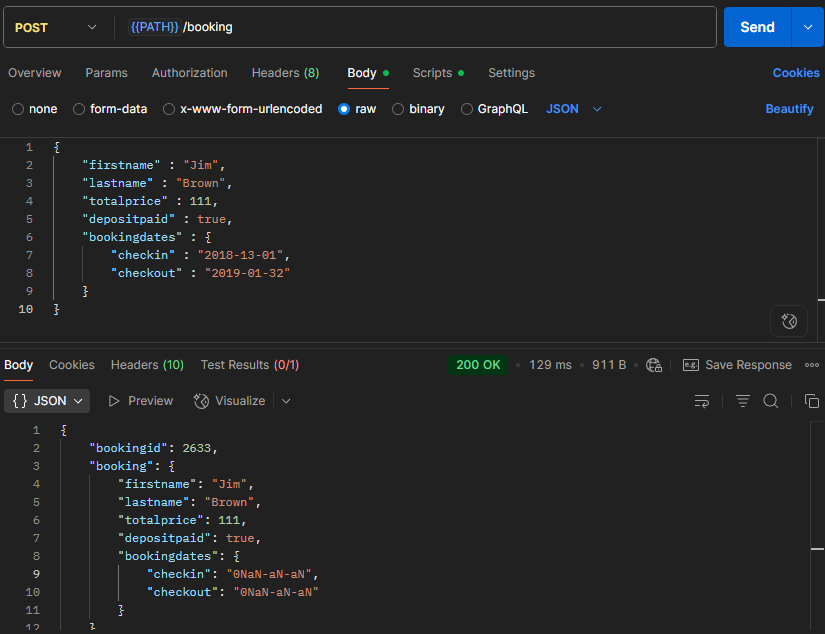 POST {{PATH}} /booking Send
Overview Params Authorization Headers (8) Body Scripts Settings Cookies
none form-data x-www-form-urlencoded raw binary GraphQL JSON Beautify
1 {
2 "firstname" : "Jim",
3 "lastname" : "Brown",
4 "totalprice" : 111,
5 "depositpaid" : true,
6 "bookingdates" : {
7 "checkin" : "2018-13-01",
8 "checkout" : "2019-01-32"
9 }
10 }
Body Cookies Headers (10) Test Results (0/1) 200 OK 129 ms 911 B e.g. Save Response
{} JSON Preview Visualize
1 {
2 "bookingid": 2633,
3 "booking": {
4 "firstname": "Jim",
5 "lastname": "Brown",
6 "totalprice": 111,
7 "depositpaid": true,
8 "bookingdates": {
9 "checkin": "0NaN-aN-aN",
10 "checkout": "0NaN-aN-aN"
11 }
12 }